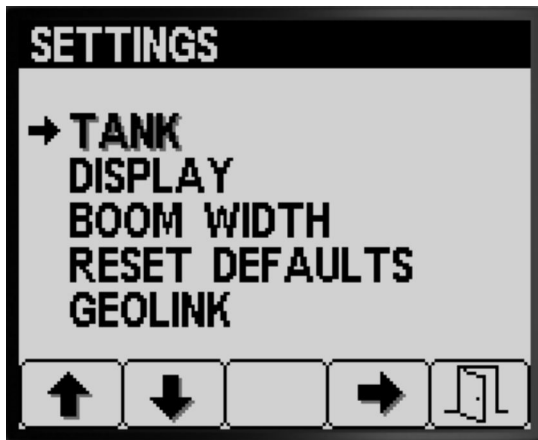 SETTINGS
TANK
DISPLAY
BOOM WIDTH
RESET DEFAULTS
GEOLINK